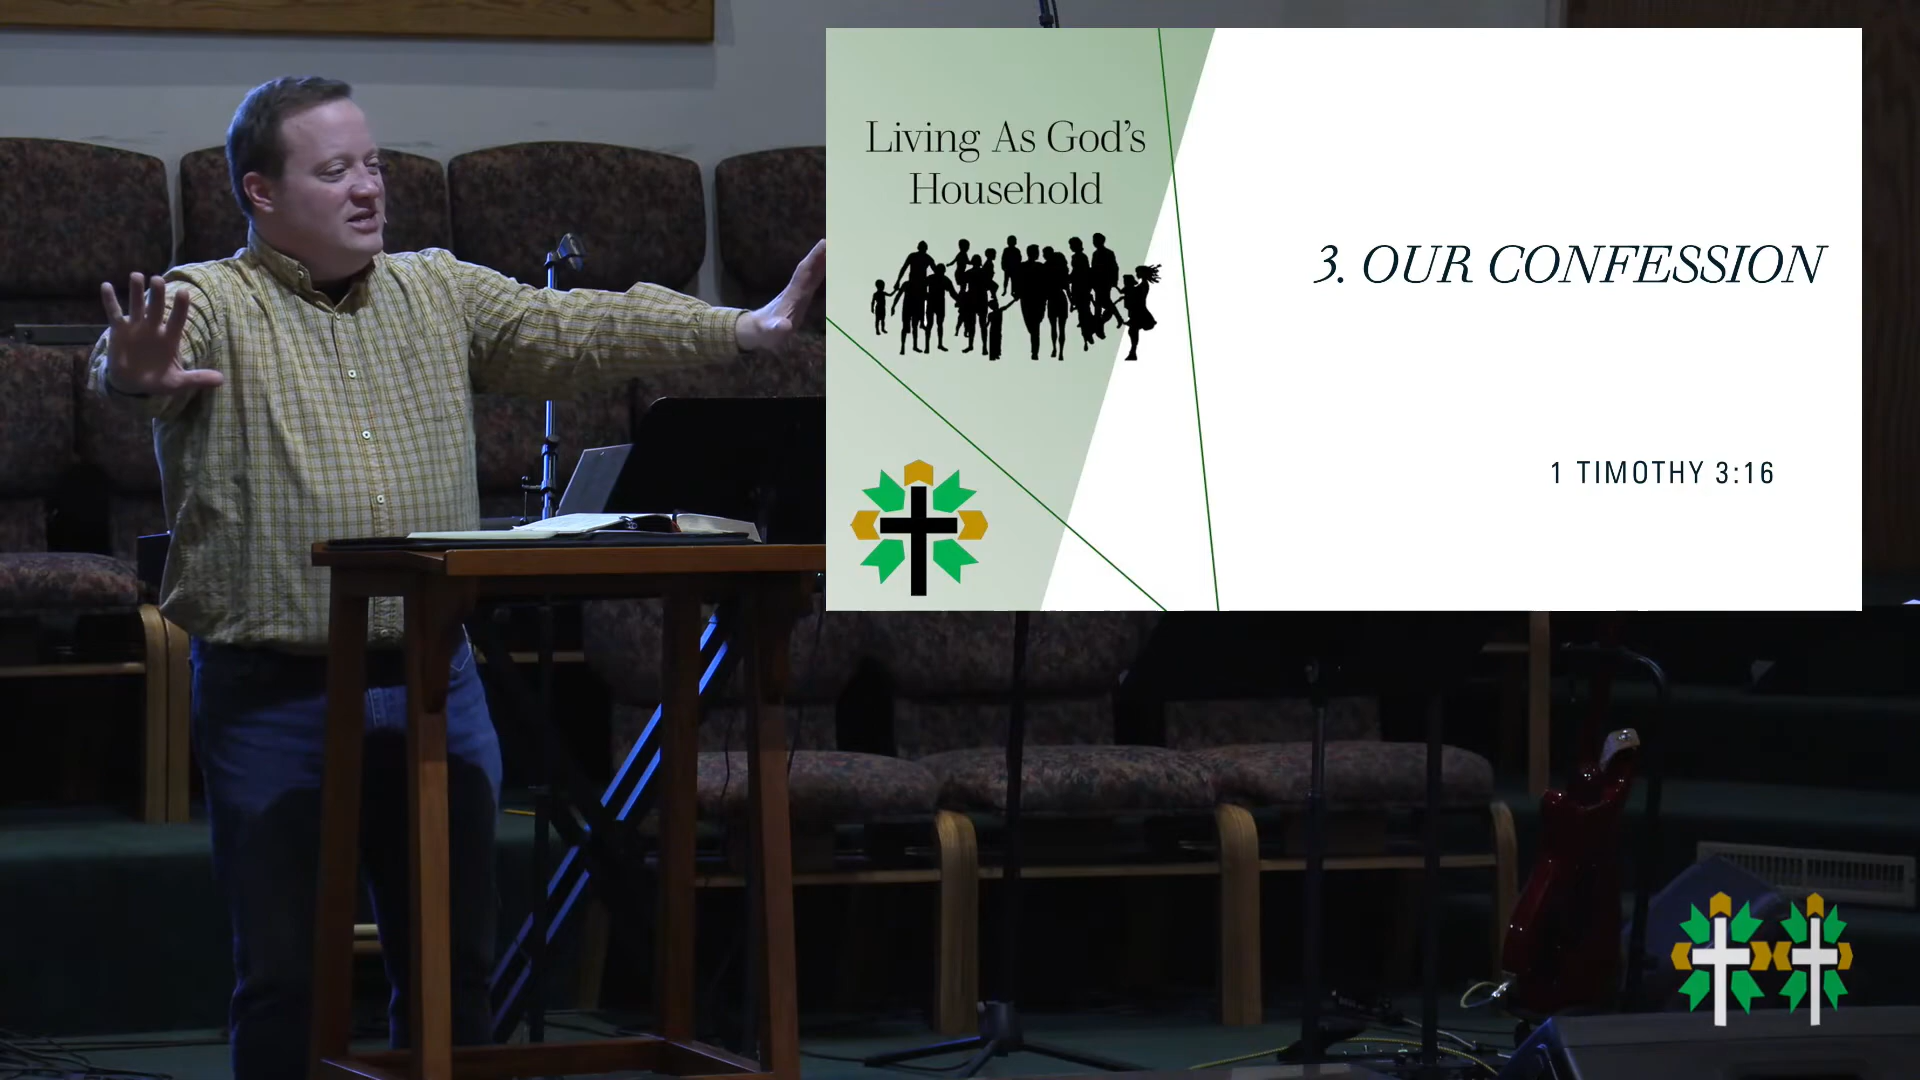 Living As God's
Household
3. OUR CONFESSION
1 TIMOTHY 3:16